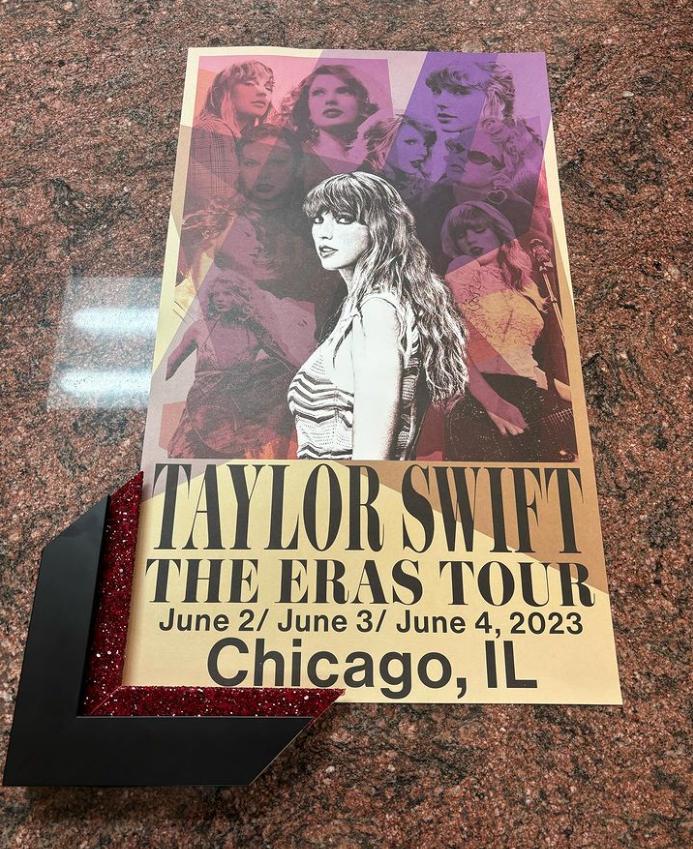 TAYLOR SWIFT
THE ERAS TOUR
June 2/ June 3/ June 4, 2023
Chicago, IL